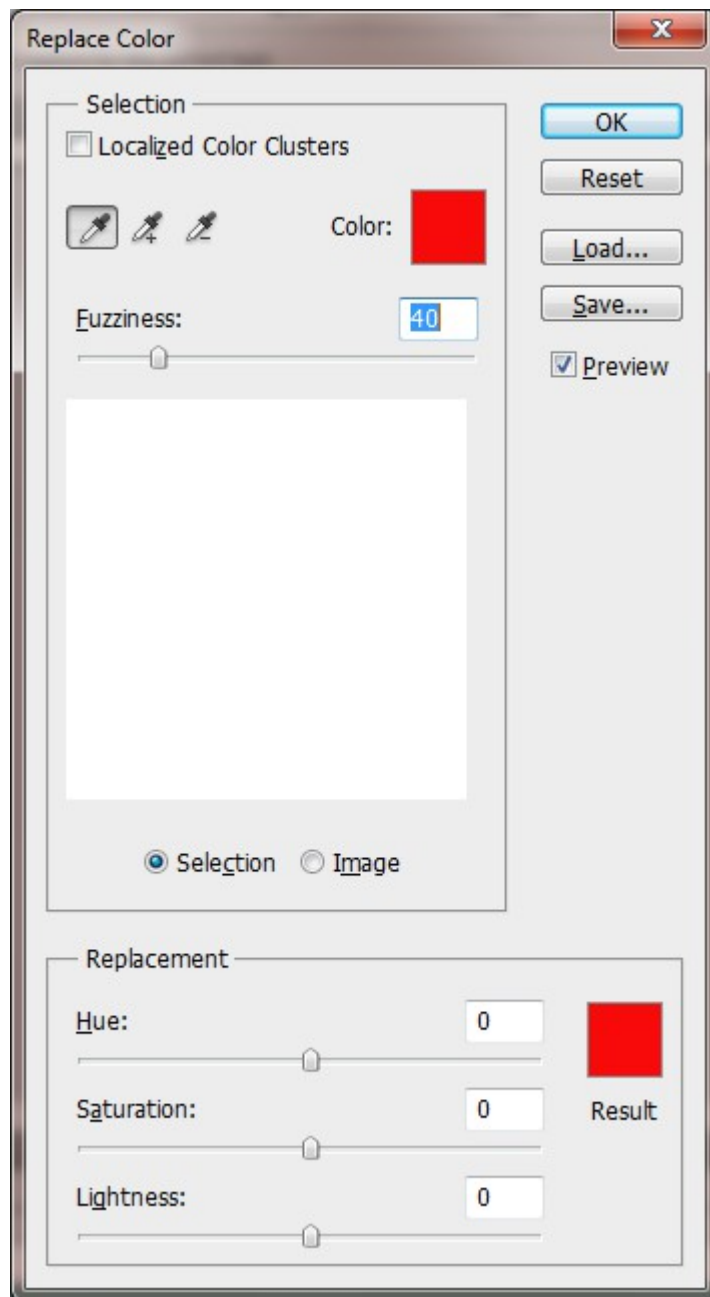 Replace Color
Selection
Localized Color Clusters
Color:
Fuzziness:
40
Selection
Image
OK
Reset
Load...
Save...
Preview
Replacement
Hue:
0
Saturation:
0
Result
Lightness:
0